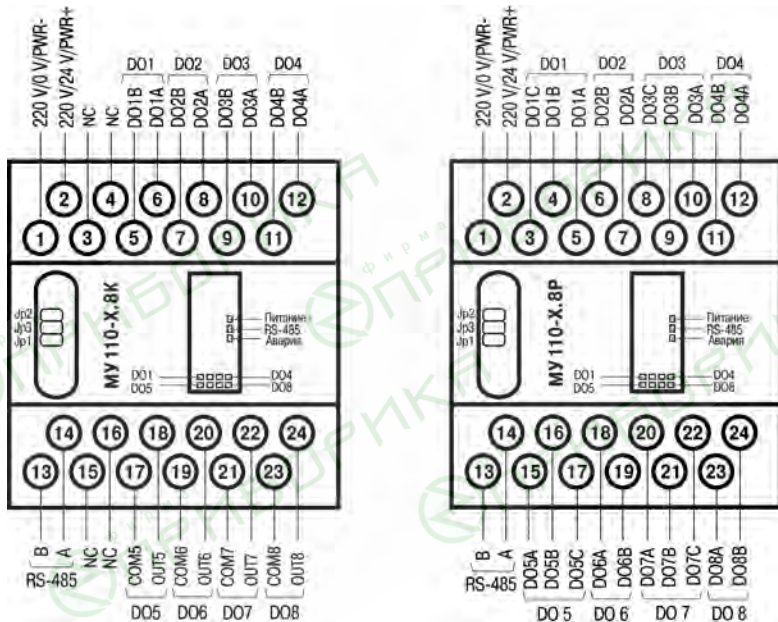 DO1 DO2 DO3 DO4
220 V/0 V/PWR-
220 V/24 V/PWR+
NC
NC
DO1B
DO1A
DO2B
DO2A
DO3B
DO3A
DO4B
DO4A
2 4 6 8 10 12
1 3 5 7 9 11
Jp2
Jp3
Jp1
МУ110-Х.8К
Питание
RS-485
Авария
DO1 DO4
DO5 DO8
14 16 18 20 22 24
13 15 17 19 21 23
B
A
NC
NC
COM5
OUT5
COM6
OUT6
COM7
OUT7
COM8
OUT8
RS-485
DO5 DO6 DO7 DO8
DO1 DO2 DO3 DO4
220 V/0 V/PWR-
220 V/24 V/PWR+
DO1C
DO1B
DO1A
DO2B
DO2A
DO3C
DO3B
DO3A
DO4B
DO4A
2 4 6 8 10 12
1 3 5 7 9 11
Jp2
Jp3
Jp1
МУ110-Х.8Р
Питание
RS-485
Авария
DO1 DO4
DO5 DO8
14 16 18 20 22 24
13 15 17 19 21 23
B
A
DO5A
DO5B
DO5C
DO6A
DO6B
DO7A
DO7B
DO7C
DO8A
DO8B
RS-485
DO 5 DO 6 DO 7 DO 8
фирма
ПРИБОРИКА